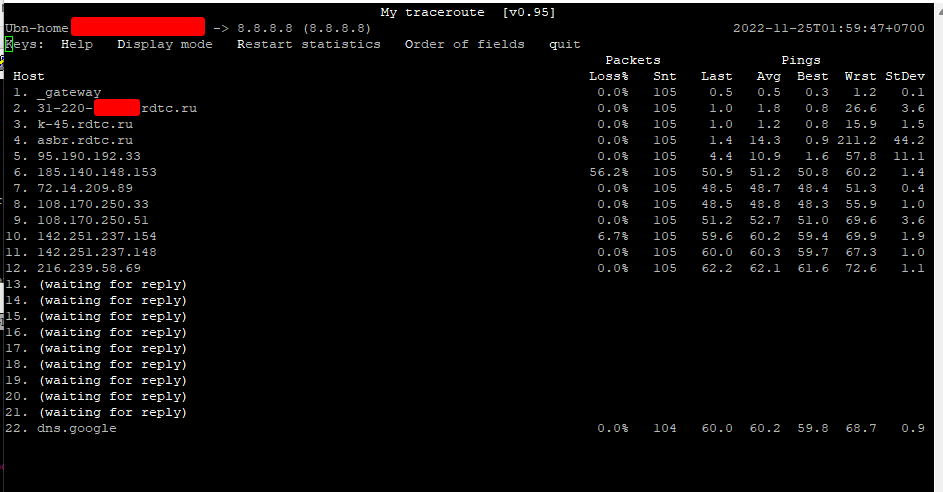 My traceroute [v0.95]
Ubn-home -> 8.8.8.8 (8.8.8.8) 2022-11-25T01:59:47+0700
Keys: Help Display mode Restart statistics Order of fields quit
Packets Pings
Host Loss% Snt Last Avg Best Wrst StDev
1. _gateway 0.0% 105 0.5 0.5 0.3 1.2 0.1
2. 31-220- rdtc.ru 0.0% 105 1.0 1.8 0.8 26.6 3.6
3. k-45.rdtc.ru 0.0% 105 1.0 1.2 0.8 15.9 1.5
4. asbr.rdtc.ru 0.0% 105 1.4 14.3 0.9 211.2 44.2
5. 95.190.192.33 0.0% 105 4.4 10.9 1.6 57.8 11.1
6. 185.140.148.153 56.2% 105 50.9 51.2 50.8 60.2 1.4
7. 72.14.209.89 0.0% 105 48.5 48.7 48.4 51.3 0.4
8. 108.170.250.33 0.0% 105 48.5 48.8 48.3 55.9 1.0
9. 108.170.250.51 0.0% 105 51.2 52.7 51.0 69.6 3.6
10. 142.251.237.154 6.7% 105 59.6 60.2 59.4 69.9 1.9
11. 142.251.237.148 0.0% 105 60.0 60.3 59.7 67.3 1.0
12. 216.239.58.69 0.0% 105 62.2 62.1 61.6 72.6 1.1
13. (waiting for reply)
14. (waiting for reply)
15. (waiting for reply)
16. (waiting for reply)
17. (waiting for reply)
18. (waiting for reply)
19. (waiting for reply)
20. (waiting for reply)
21. (waiting for reply)
22. dns.google 0.0% 104 60.0 60.2 59.8 68.7 0.9